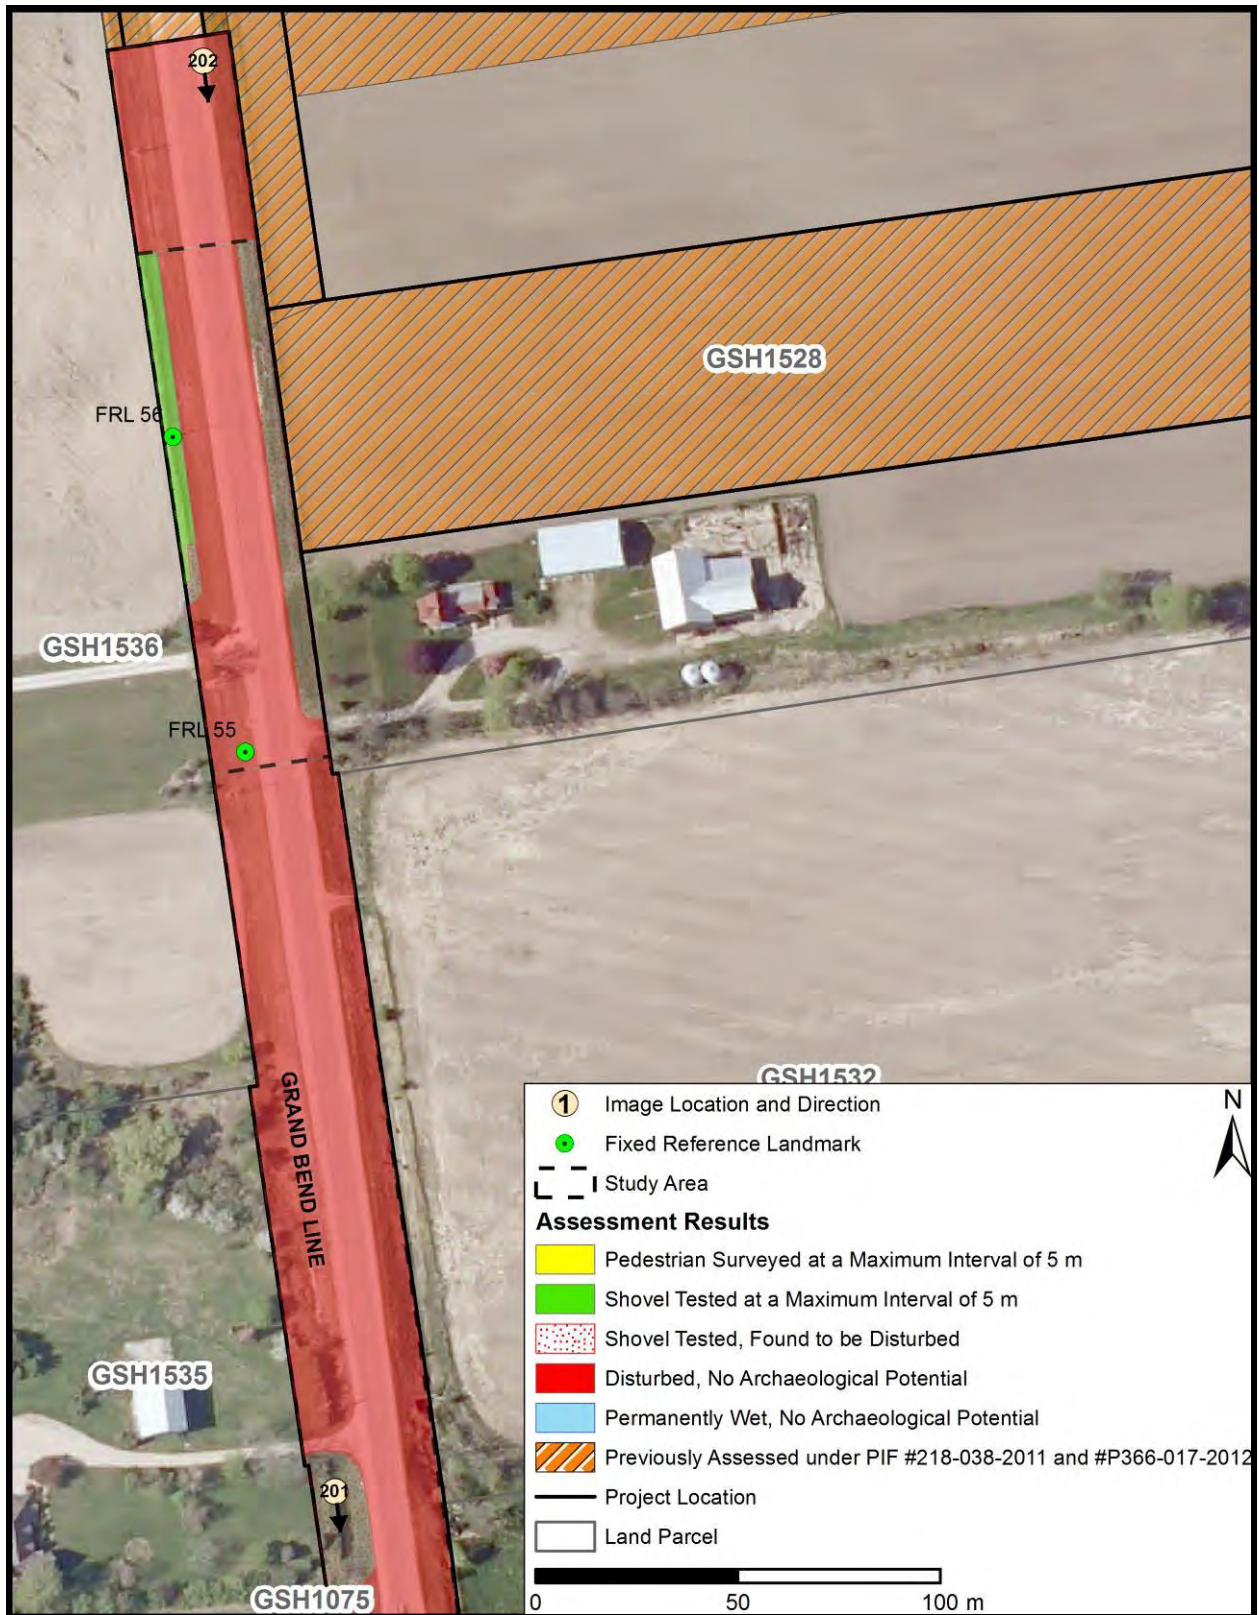 202
GSH1528
FRL 56
GSH1536
FRL 55
GSH1532
GRAND BEND LINE
GSH1535
201
GSH1075
1 Image Location and Direction
Fixed Reference Landmark
Study Area
Assessment Results
Pedestrian Surveyed at a Maximum Interval of 5 m
Shovel Tested at a Maximum Interval of 5 m
Shovel Tested, Found to be Disturbed
Disturbed, No Archaeological Potential
Permanently Wet, No Archaeological Potential
Previously Assessed under PIF #218-038-2011 and #P366-017-2012
Project Location
Land Parcel
0 50 100 m
N